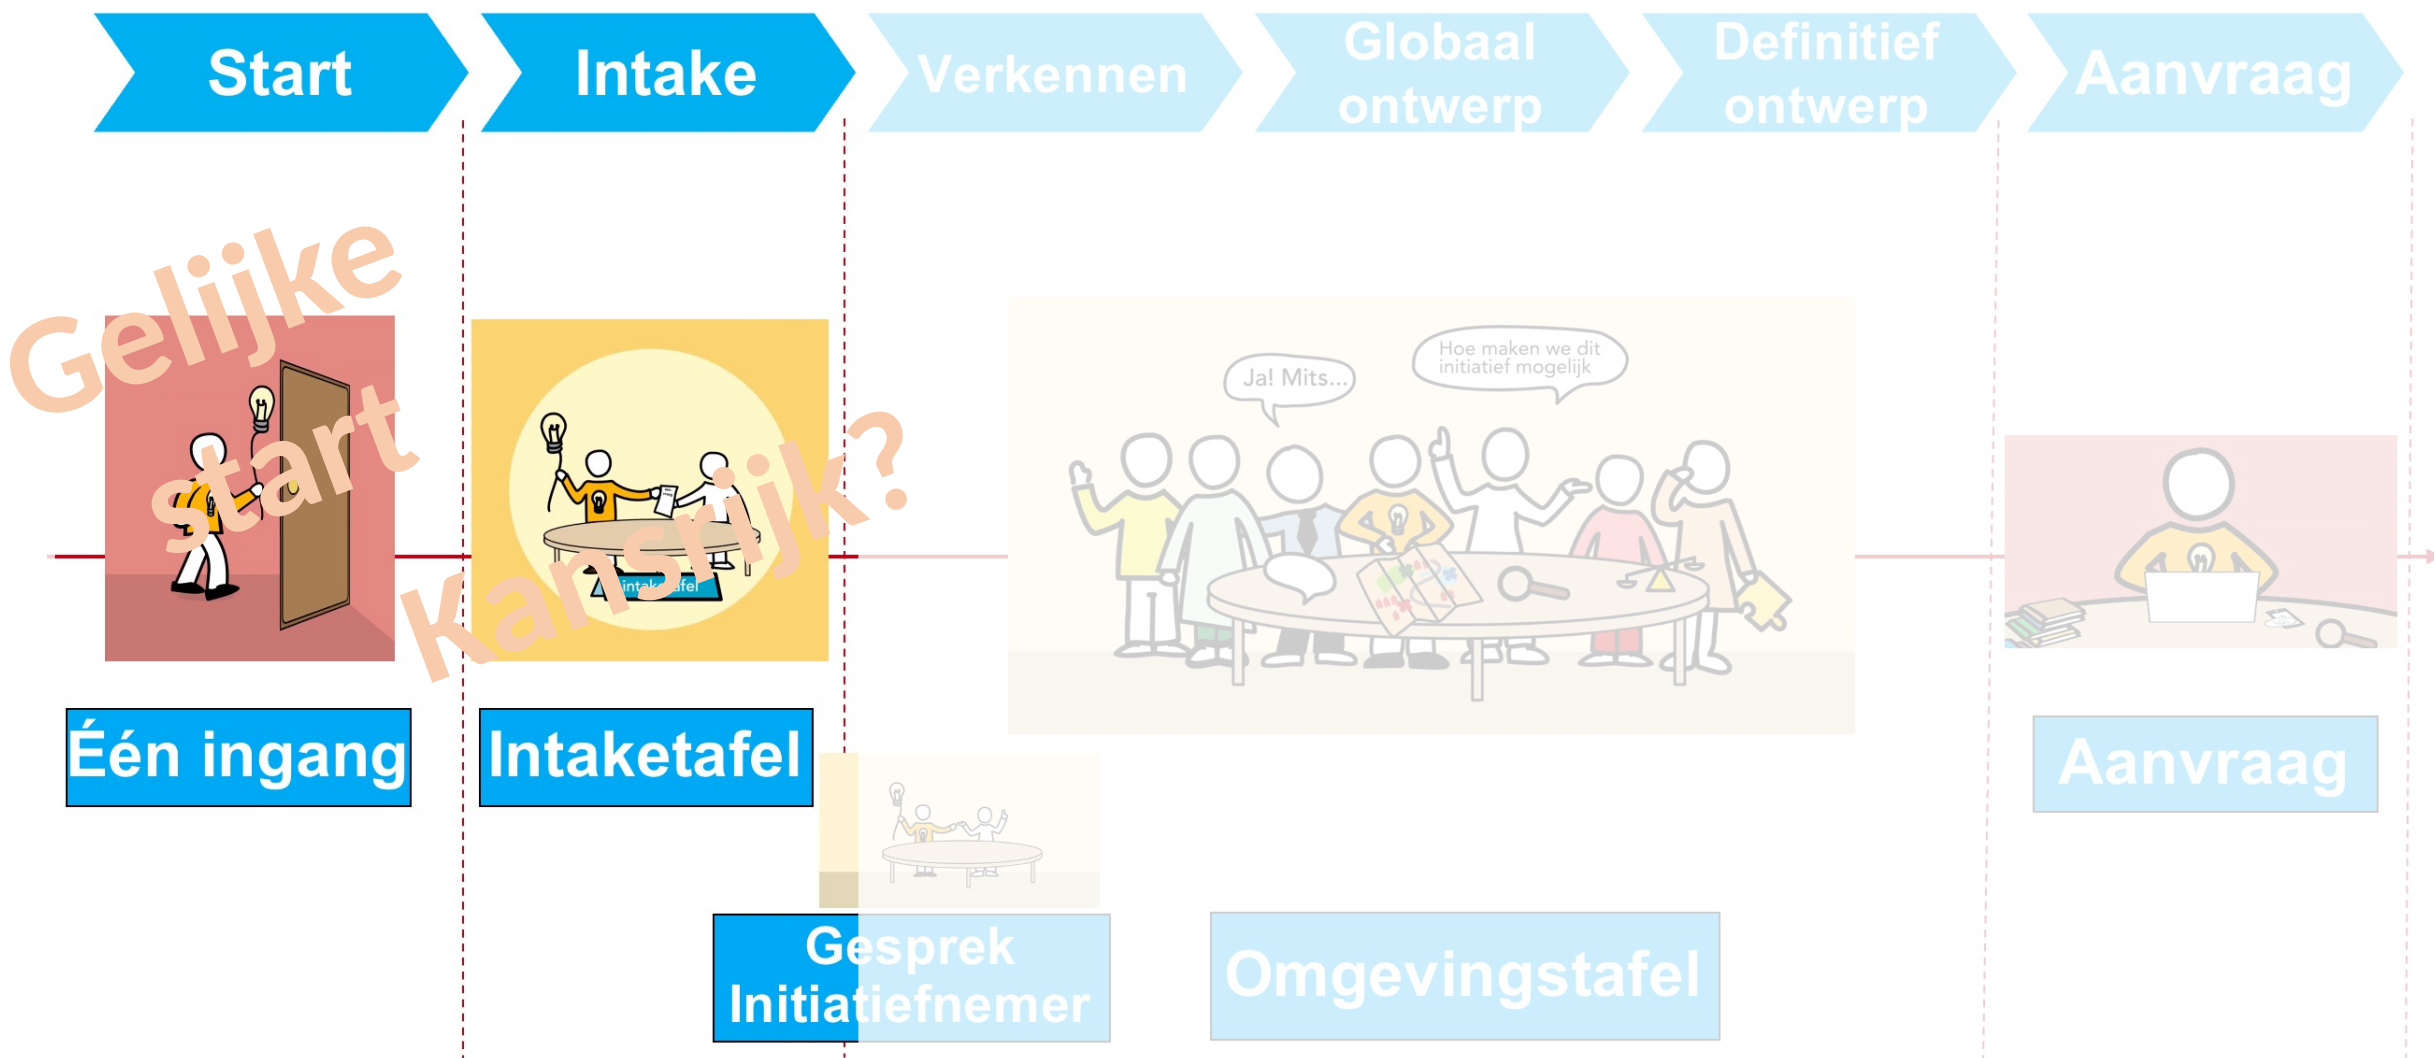 Start
Intake
Verkennen
Globaal
ontwerp
Definitief
ontwerp
Aanvraag
Gelijke
start
Kansrijk?
Ja! Mits...
Hoe maken we dit
initiatief mogelijk
intaketafel
Één ingang
Intaketafel
Aanvraag
Gesprek
Initiatiefnemer
Omgevingstafel